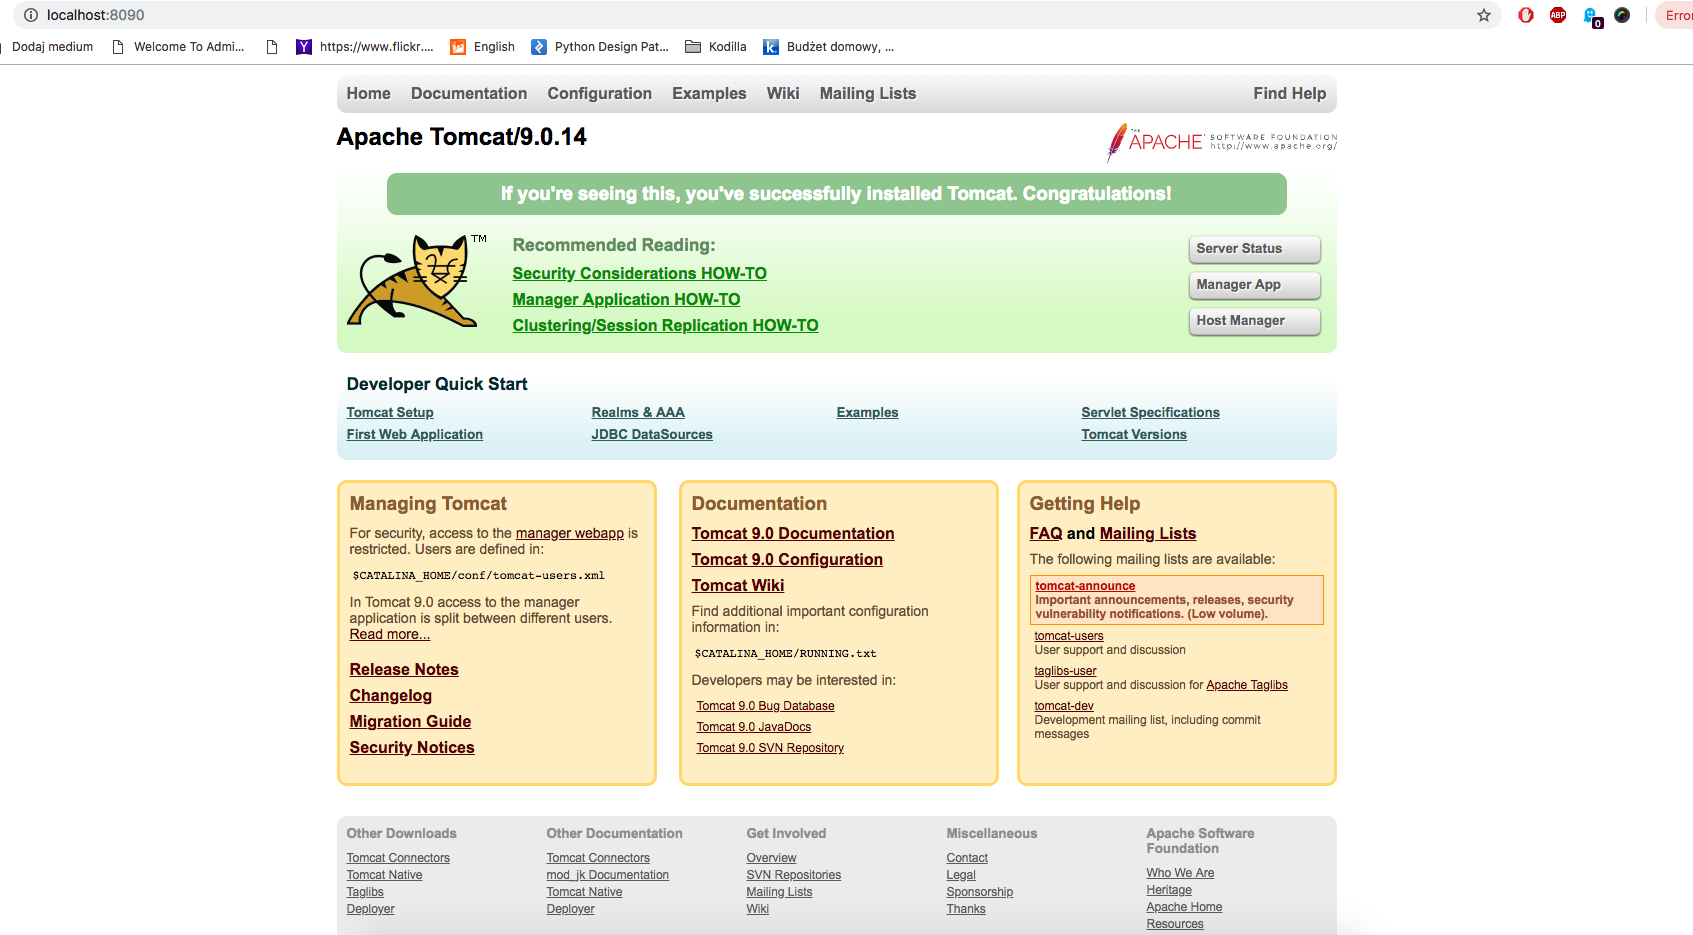 localhost:8090
ABP
0
Error
Dodaj medium
Welcome To Admi...
https://www.flickr....
English
Python Design Pat...
Kodilla
Budżet domowy, ...
Home Documentation Configuration Examples Wiki Mailing Lists Find Help
Apache Tomcat/9.0.14
THE
APACHE SOFTWARE FOUNDATION
http://www.apache.org/
If you're seeing this, you've successfully installed Tomcat. Congratulations!
TM
Recommended Reading:
Security Considerations HOW-TO
Manager Application HOW-TO
Clustering/Session Replication HOW-TO
Server Status
Manager App
Host Manager
Developer Quick Start
Tomcat Setup
First Web Application
Realms & AAA
JDBC DataSources
Examples
Servlet Specifications
Tomcat Versions
Managing Tomcat
For security, access to the manager webapp is
restricted. Users are defined in:
$CATALINA_HOME/conf/tomcat-users.xml
In Tomcat 9.0 access to the manager
application is split between different users.
Read more...
Release Notes
Changelog
Migration Guide
Security Notices
Documentation
Tomcat 9.0 Documentation
Tomcat 9.0 Configuration
Tomcat Wiki
Find additional important configuration
information in:
$CATALINA_HOME/RUNNING.txt
Developers may be interested in:
Tomcat 9.0 Bug Database
Tomcat 9.0 JavaDocs
Tomcat 9.0 SVN Repository
Getting Help
FAQ and Mailing Lists
The following mailing lists are available:
tomcat-announce
Important announcements, releases, security
vulnerability notifications. (Low volume).
tomcat-users
User support and discussion
taglibs-user
User support and discussion for Apache Taglibs
tomcat-dev
Development mailing list, including commit
messages
Other Downloads
Tomcat Connectors
Tomcat Native
Taglibs
Deployer
Other Documentation
Tomcat Connectors
mod_jk Documentation
Tomcat Native
Deployer
Get Involved
Overview
SVN Repositories
Mailing Lists
Wiki
Miscellaneous
Contact
Legal
Sponsorship
Thanks
Apache Software
Foundation
Who We Are
Heritage
Apache Home
Resources